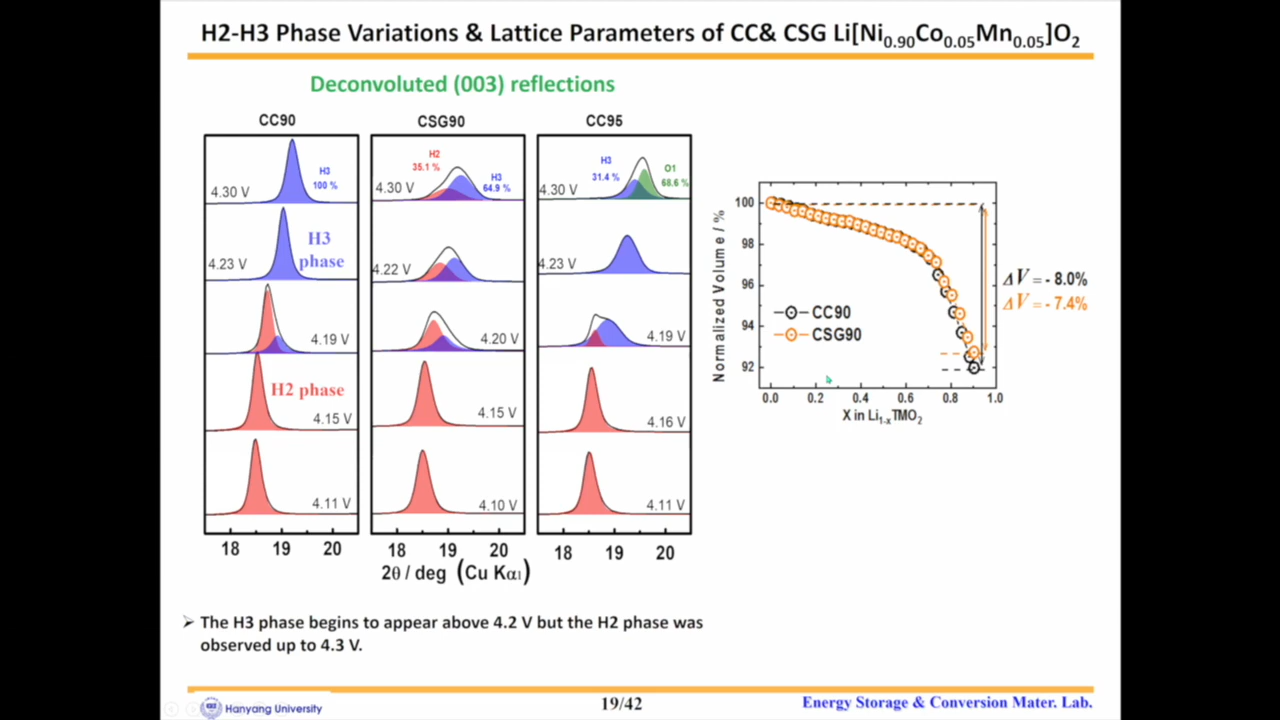 H2-H3 Phase Variations & Lattice Parameters of CC& CSG Li[Ni0.90Co0.05Mn0.05]O2
Deconvoluted (003) reflections
CC90
H3
100 %
4.30 V
H3
phase
4.23 V
4.19 V
H2 phase
4.15 V
4.11 V
18 19 20
CSG90
H2
35.1 %
H3
64.9 %
4.30 V
4.22 V
4.20 V
4.15 V
4.10 V
18 19 20
CC95
H3
31.4 %
O1
68.6 %
4.30 V
4.23 V
4.19 V
4.16 V
4.11 V
18 19 20
2θ / deg (Cu Kα1)
Normalized Volume / %
100
98
96
94
92
CC90
CSG90
ΔV = - 8.0%
ΔV = - 7.4%
0.0 0.2 0.4 0.6 0.8 1.0
X in Li1-xTMO2
➢ The H3 phase begins to appear above 4.2 V but the H2 phase was
observed up to 4.3 V.
Hanyang University
19/42
Energy Storage & Conversion Mater. Lab.